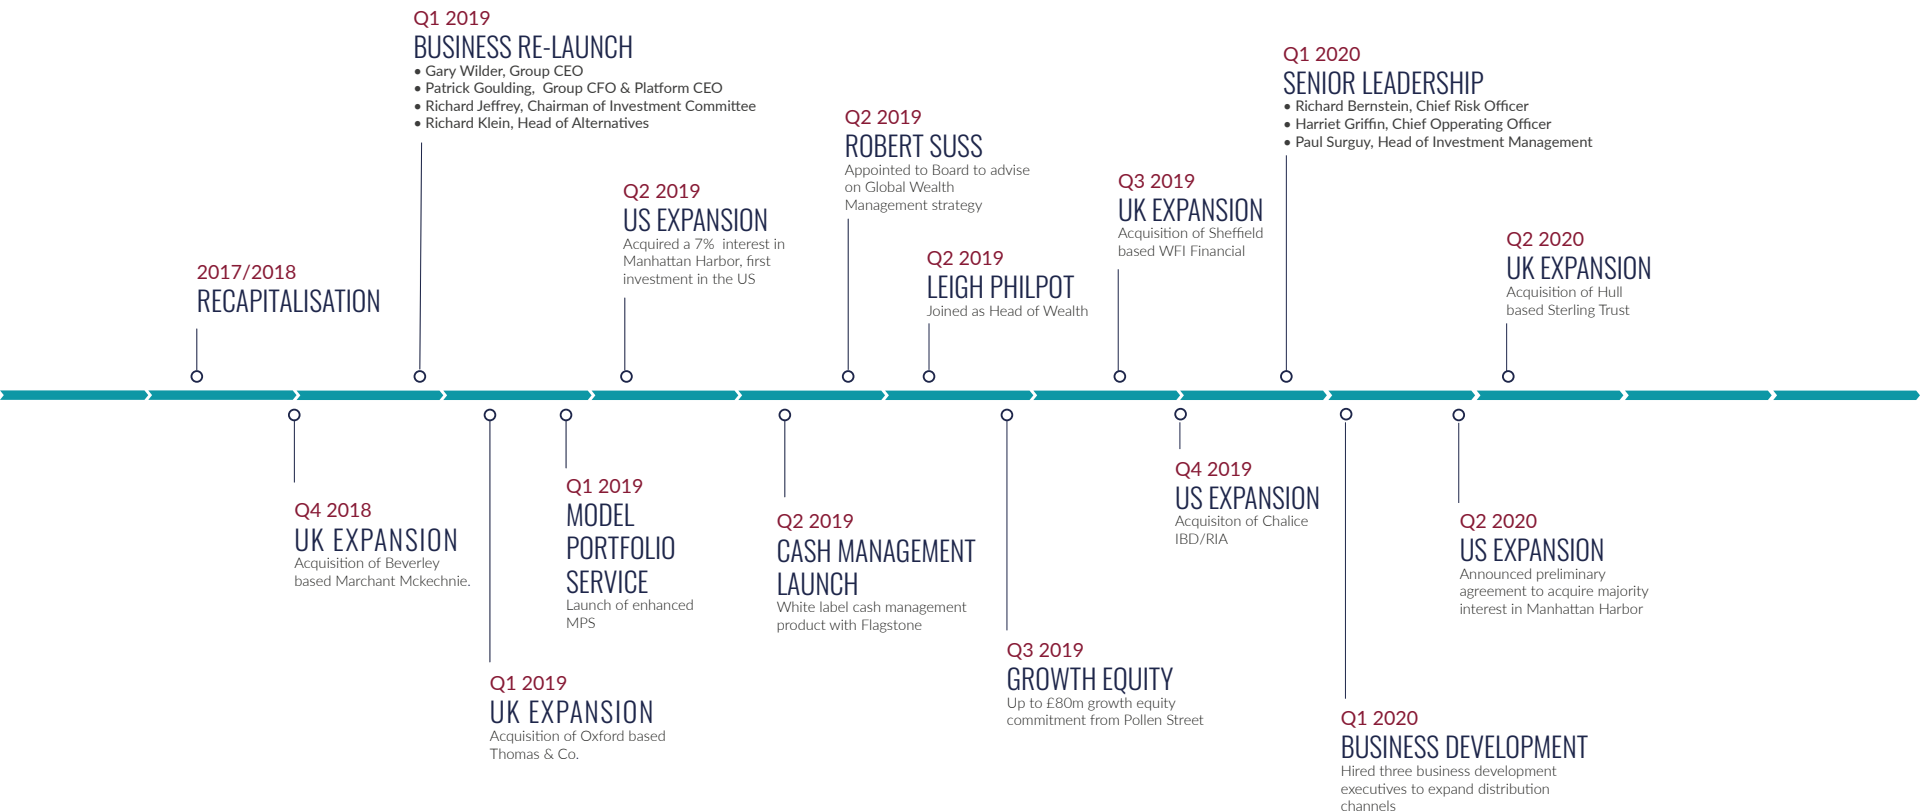 Q1 2019
BUSINESS RE-LAUNCH
• Gary Wilder, Group CEO
• Patrick Goulding,  Group CFO & Platform CEO
• Richard Jeffrey, Chairman of Investment Committee
• Richard Klein, Head of Alternatives
Q1 2020
SENIOR LEADERSHIP
• Richard Bernstein, Chief Risk Officer
• Harriet Griffin, Chief Opperating Officer
• Paul Surguy, Head of Investment Management
Q2 2019
ROBERT SUSS
Appointed to Board to advise
on Global Wealth
Management strategy
Q2 2019
US EXPANSION
Acquired a 7%  interest in
Manhattan Harbor, first
investment in the US
Q3 2019
UK EXPANSION
Acquisition of Sheffield
based WFI Financial
2017/2018
RECAPITALISATION
Q2 2019
LEIGH PHILPOT
Joined as Head of Wealth
Q2 2020
UK EXPANSION
Acquisition of Hull
based Sterling Trust
Q4 2018
UK EXPANSION
Acquisition of Beverley
based Marchant Mckechnie.
Q1 2019
MODEL
PORTFOLIO
SERVICE
Launch of enhanced
MPS
Q2 2019
CASH MANAGEMENT
LAUNCH
White label cash management
product with Flagstone
Q4 2019
US EXPANSION
Acquisiton of Chalice
IBD/RIA
Q2 2020
US EXPANSION
Announced preliminary
agreement to acquire majority
interest in Manhattan Harbor
Q1 2019
UK EXPANSION
Acquisition of Oxford based
Thomas & Co.
Q3 2019
GROWTH EQUITY
Up to £80m growth equity
commitment from Pollen Street
Q1 2020
BUSINESS DEVELOPMENT
Hired three business development
executives to expand distribution
channels